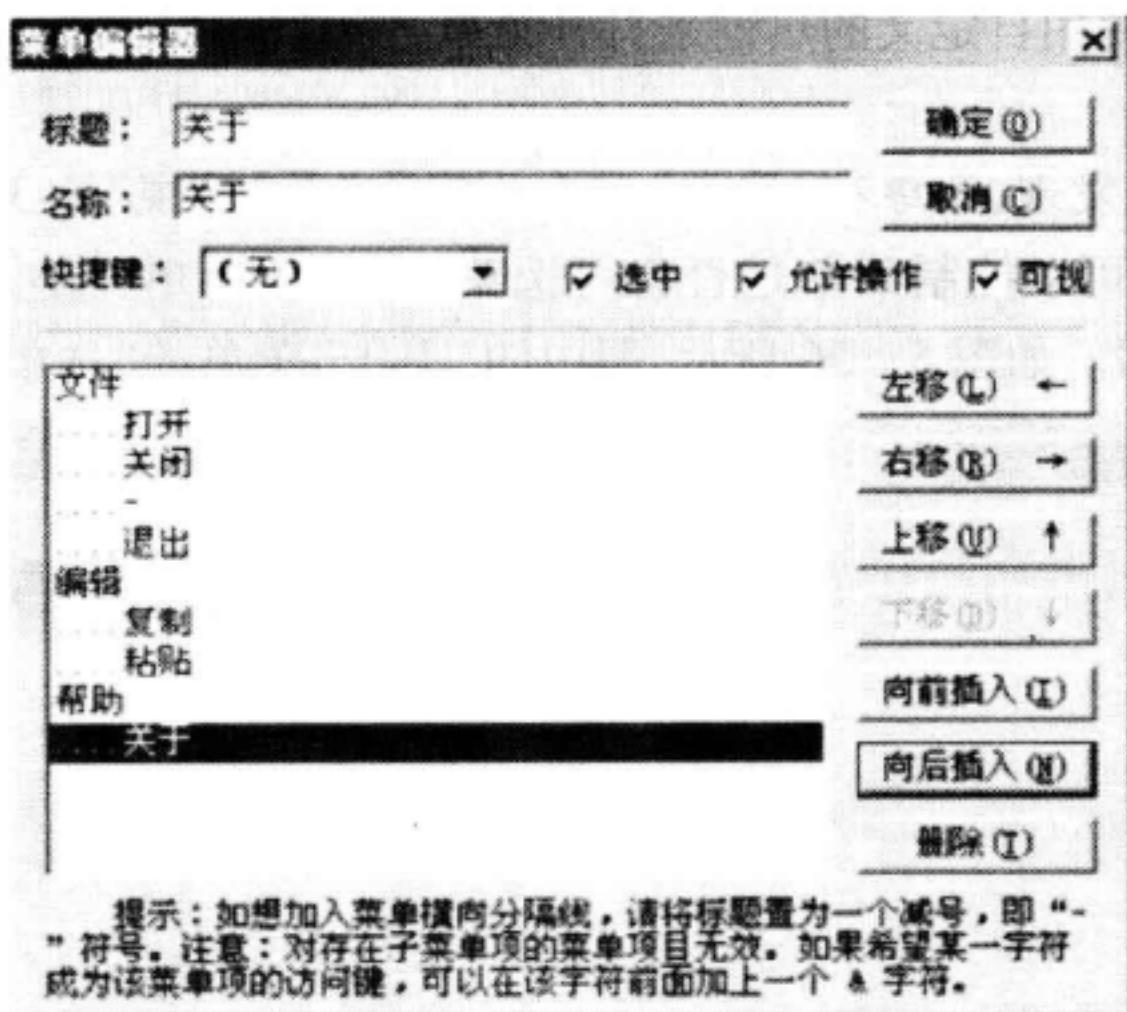 菜单编辑器
标题： 关于 确定(O)
名称： 关于 取消(C)
快捷键： (无) 选中 允许操作 可视
文件 左移(L) ←
打开
关闭 右移(R) →
-
退出 上移(U) ↑
编辑
复制 下移(D) ↓
粘贴
帮助 向前插入(I)
关于
向后插入(N)
删除(T)
提示：如想加入菜单横向分隔线，请将标题置为一个减号，即“-
”符号。注意：对存在子菜单项的菜单项目无效。如果希望某一字符
成为该菜单项的访问键，可以在该字符前面加上一个 & 字符。